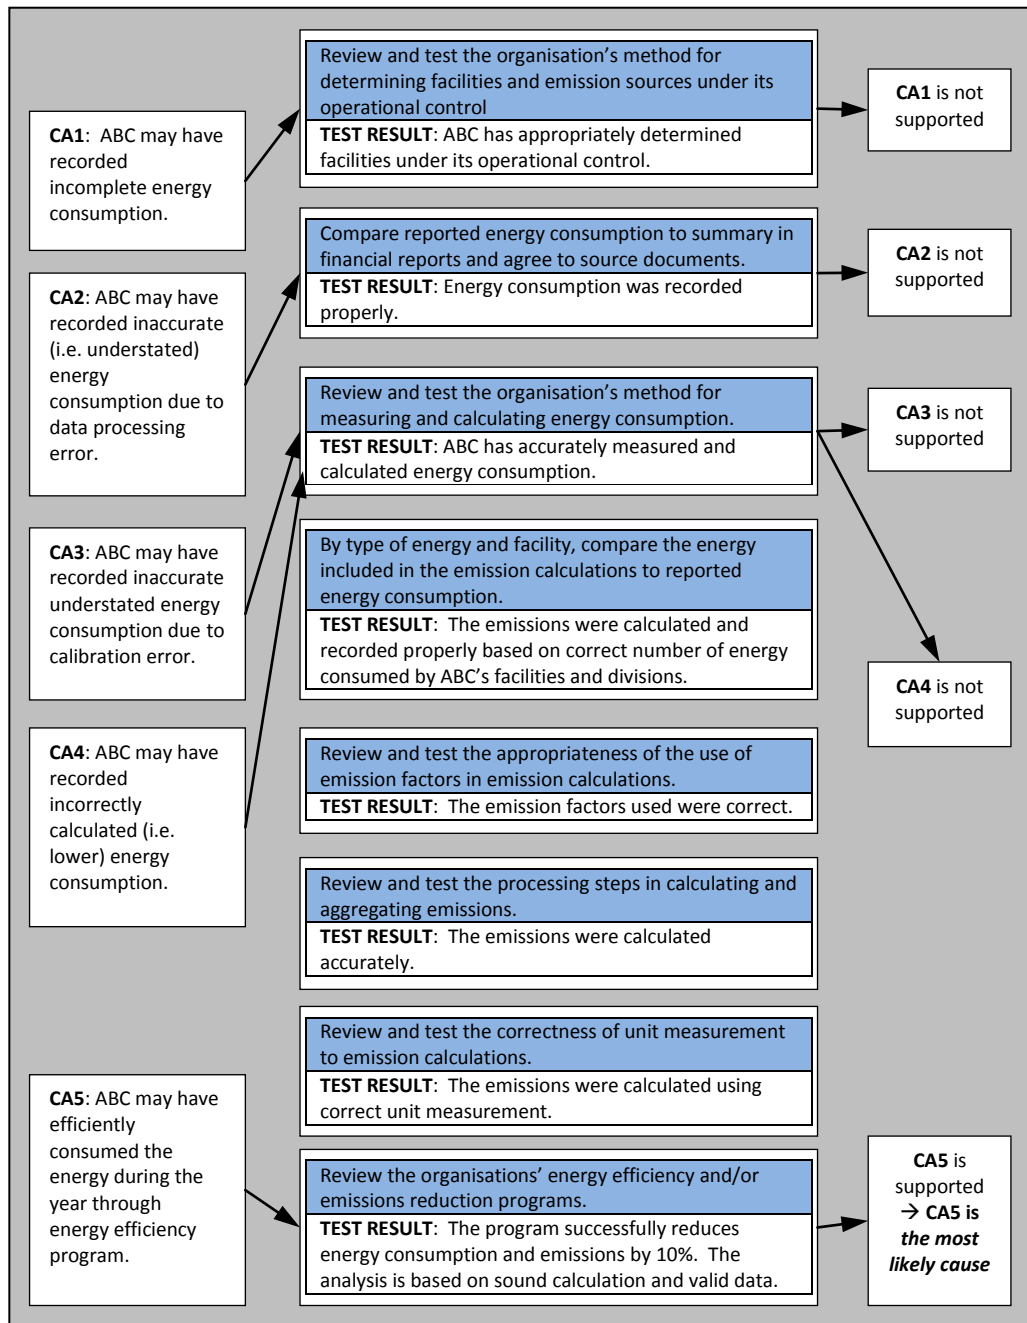 Review and test the organisation’s method for
determining facilities and emission sources under its
operational control
TEST RESULT: ABC has appropriately determined
facilities under its operational control.
CA1 is not
supported
CA1: ABC may have
recorded
incomplete energy
consumption.
Compare reported energy consumption to summary in
financial reports and agree to source documents.
TEST RESULT: Energy consumption was recorded
properly.
CA2 is not
supported
CA2: ABC may have
recorded inaccurate
(i.e. understated)
energy
consumption due to
data processing
error.
Review and test the organisation’s method for
measuring and calculating energy consumption.
TEST RESULT: ABC has accurately measured and
calculated energy consumption.
CA3 is not
supported
CA3: ABC may have
recorded inaccurate
understated energy
consumption due to
calibration error.
By type of energy and facility, compare the energy
included in the emission calculations to reported
energy consumption.
TEST RESULT: The emissions were calculated and
recorded properly based on correct number of energy
consumed by ABC’s facilities and divisions.
CA4 is not
supported
CA4: ABC may have
recorded
incorrectly
calculated (i.e.
lower) energy
consumption.
Review and test the appropriateness of the use of
emission factors in emission calculations.
TEST RESULT: The emission factors used were correct.
Review and test the processing steps in calculating and
aggregating emissions.
TEST RESULT: The emissions were calculated
accurately.
Review and test the correctness of unit measurement
to emission calculations.
TEST RESULT: The emissions were calculated using
correct unit measurement.
CA5: ABC may have
efficiently
consumed the
energy during the
year through
energy efficiency
program.
Review the organisations’ energy efficiency and/or
emissions reduction programs.
TEST RESULT: The program successfully reduces
energy consumption and emissions by 10%. The
analysis is based on sound calculation and valid data.
CA5 is
supported
→ CA5 is
the most
likely cause